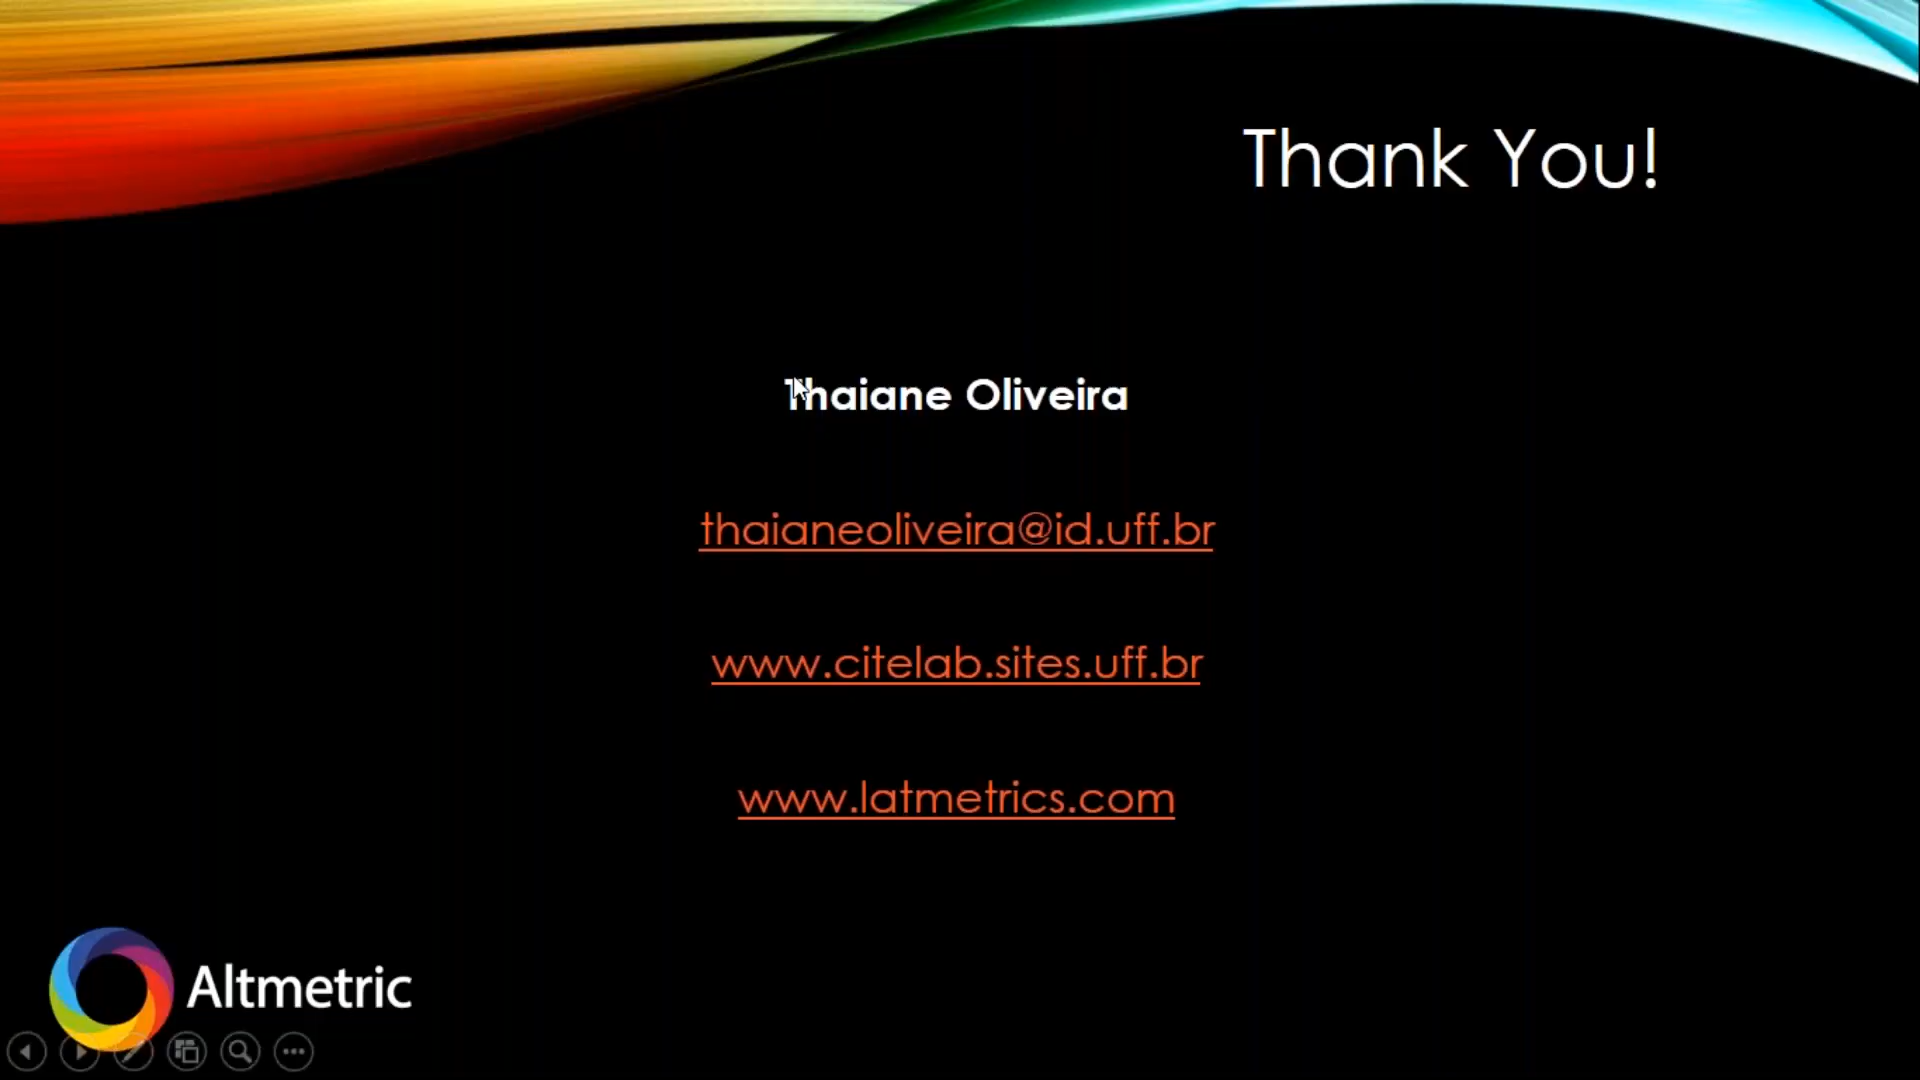 Thank You!
Thaiane Oliveira
thaianeoliveira@id.uff.br
www.citelab.sites.uff.br
www.latmetrics.com
Altmetric